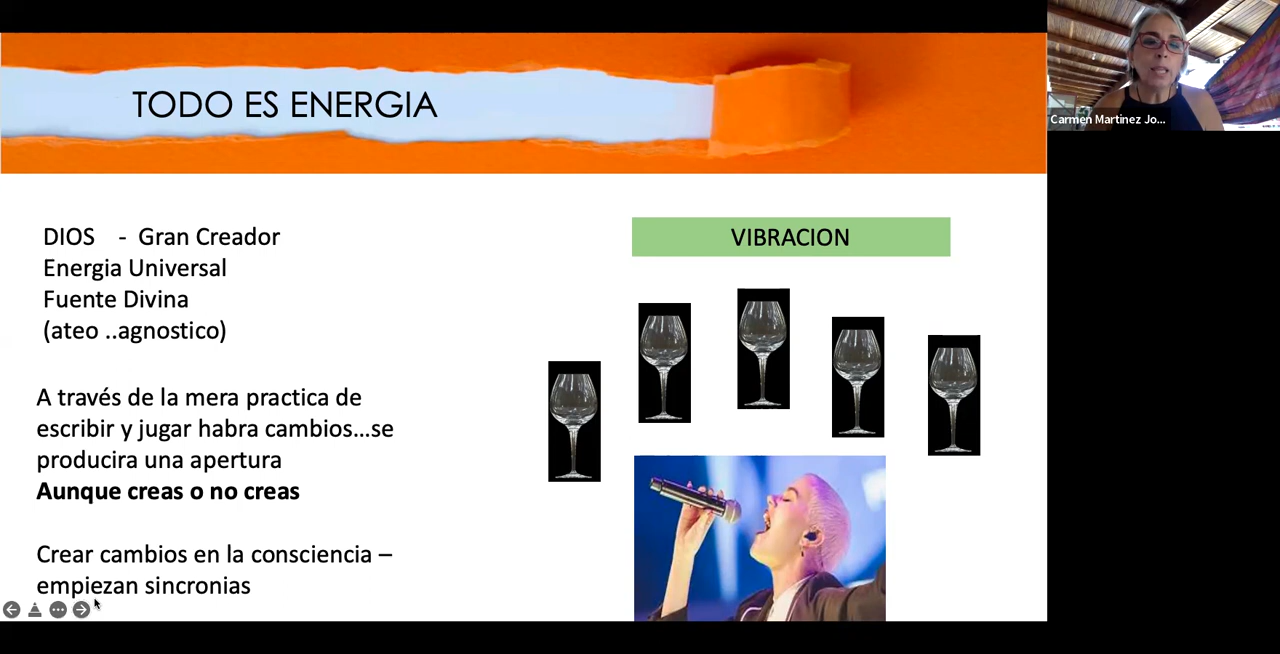 TODO ES ENERGIA
DIOS - Gran Creador
Energia Universal
Fuente Divina
(ateo ..agnostico)
A través de la mera practica de
escribir y jugar habra cambios...se
producira una apertura
Aunque creas o no creas
Crear cambios en la consciencia –
empiezan sincronias
VIBRACION
Carmen Martinez Jo...